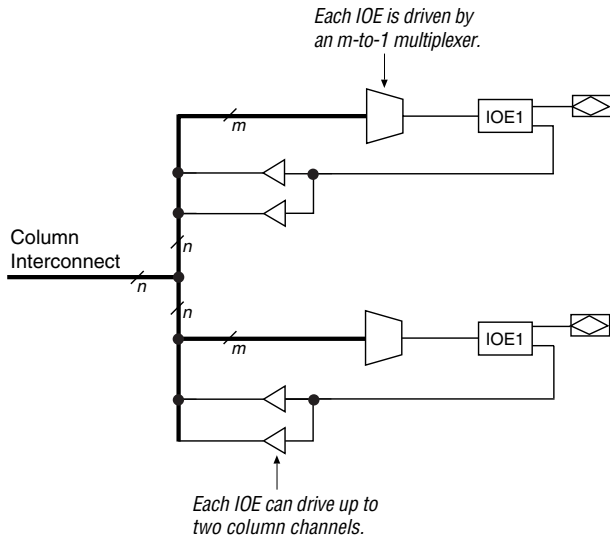 Each IOE is driven by
an m-to-1 multiplexer.
m
IOE1
n
Column
Interconnect
n
n
m
IOE1
Each IOE can drive up to
two column channels.